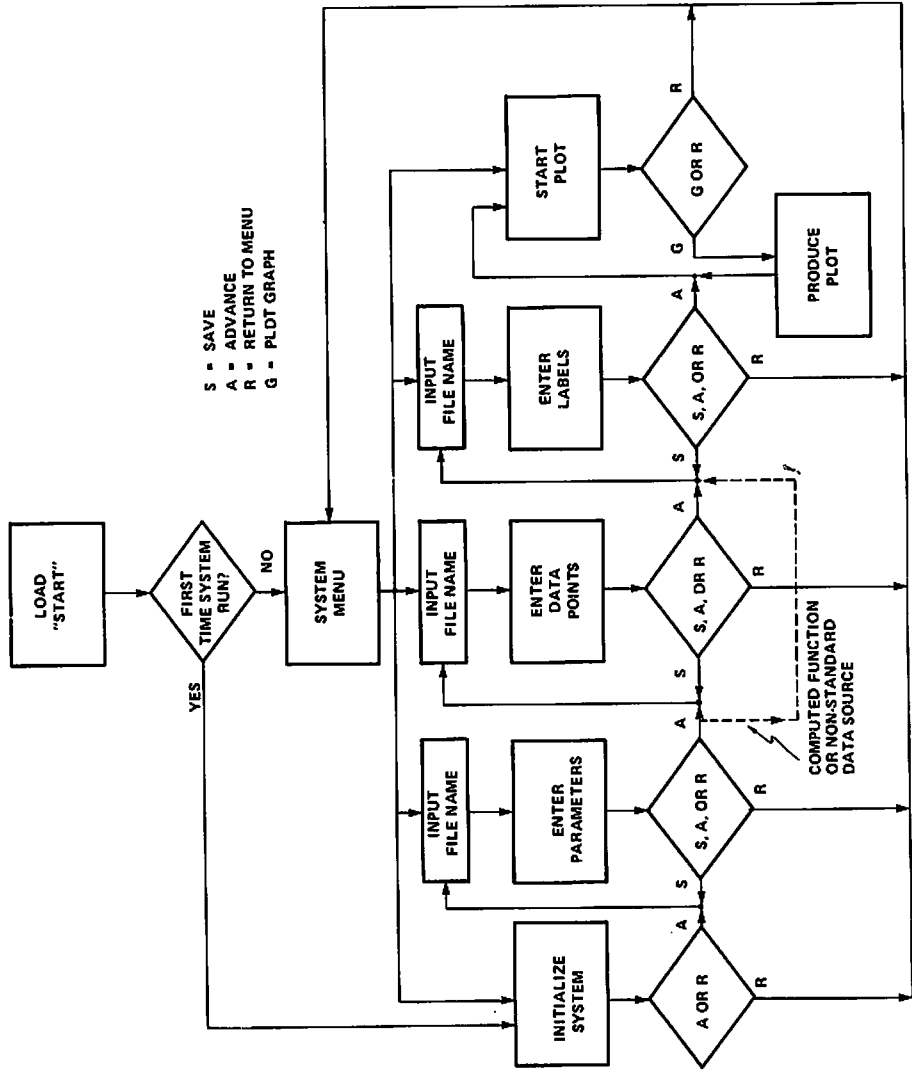 LOAD
"START"
FIRST
TIME SYSTEM
RUN?
YES
NO
SYSTEM
MENU
S = SAVE
A = ADVANCE
R = RETURN TO MENU
G = PLDT GRAPH
INITIALIZE
SYSTEM
A OR R
A
R
INPUT
FILE NAME
ENTER
PARAMETERS
S, A, OR R
S
A
R
COMPUTED FUNCTION
OR NON-STANDARD
DATA SOURCE
INPUT
FILE NAME
ENTER
DATA
POINTS
S, A, DR R
S
A
R
INPUT
FILE NAME
ENTER
LABELS
S, A, OR R
S
A
R
START
PLOT
G OR R
G
R
PRODUCE
PLOT